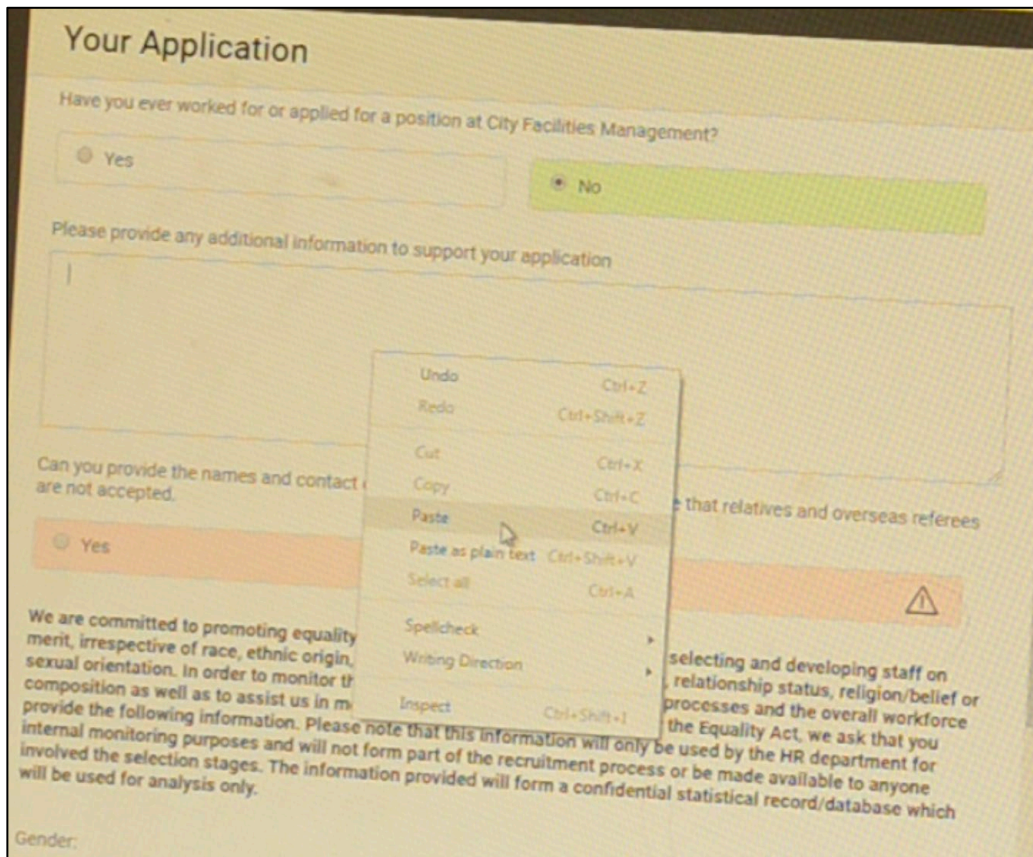 Your Application
Have you ever worked for or applied for a position at City Facilities Management?
Yes
No
Please provide any additional information to support your application
Undo Ctrl+Z
Redo Ctrl+Shift+Z
Cut Ctrl+X
Copy Ctrl+C
Paste Ctrl+V
Paste as plain text Ctrl+Shift+V
Select all Ctrl+A
Spellcheck
Writing Direction
Inspect Ctrl+Shift+I
Can you provide the names and contact that relatives and overseas referees
are not accepted.
Yes
We are committed to promoting equality selecting and developing staff on
merit, irrespective of race, ethnic origin, relationship status, religion/belief or
sexual orientation. In order to monitor processes and the overall workforce
composition as well as to assist us in the Equality Act, we ask that you
provide the following information. Please note that this information will only be used by the HR department for
internal monitoring purposes and will not form part of the recruitment process or be made available to anyone
involved the selection stages. The information provided will form a confidential statistical record/database which
will be used for analysis only.
Gender: